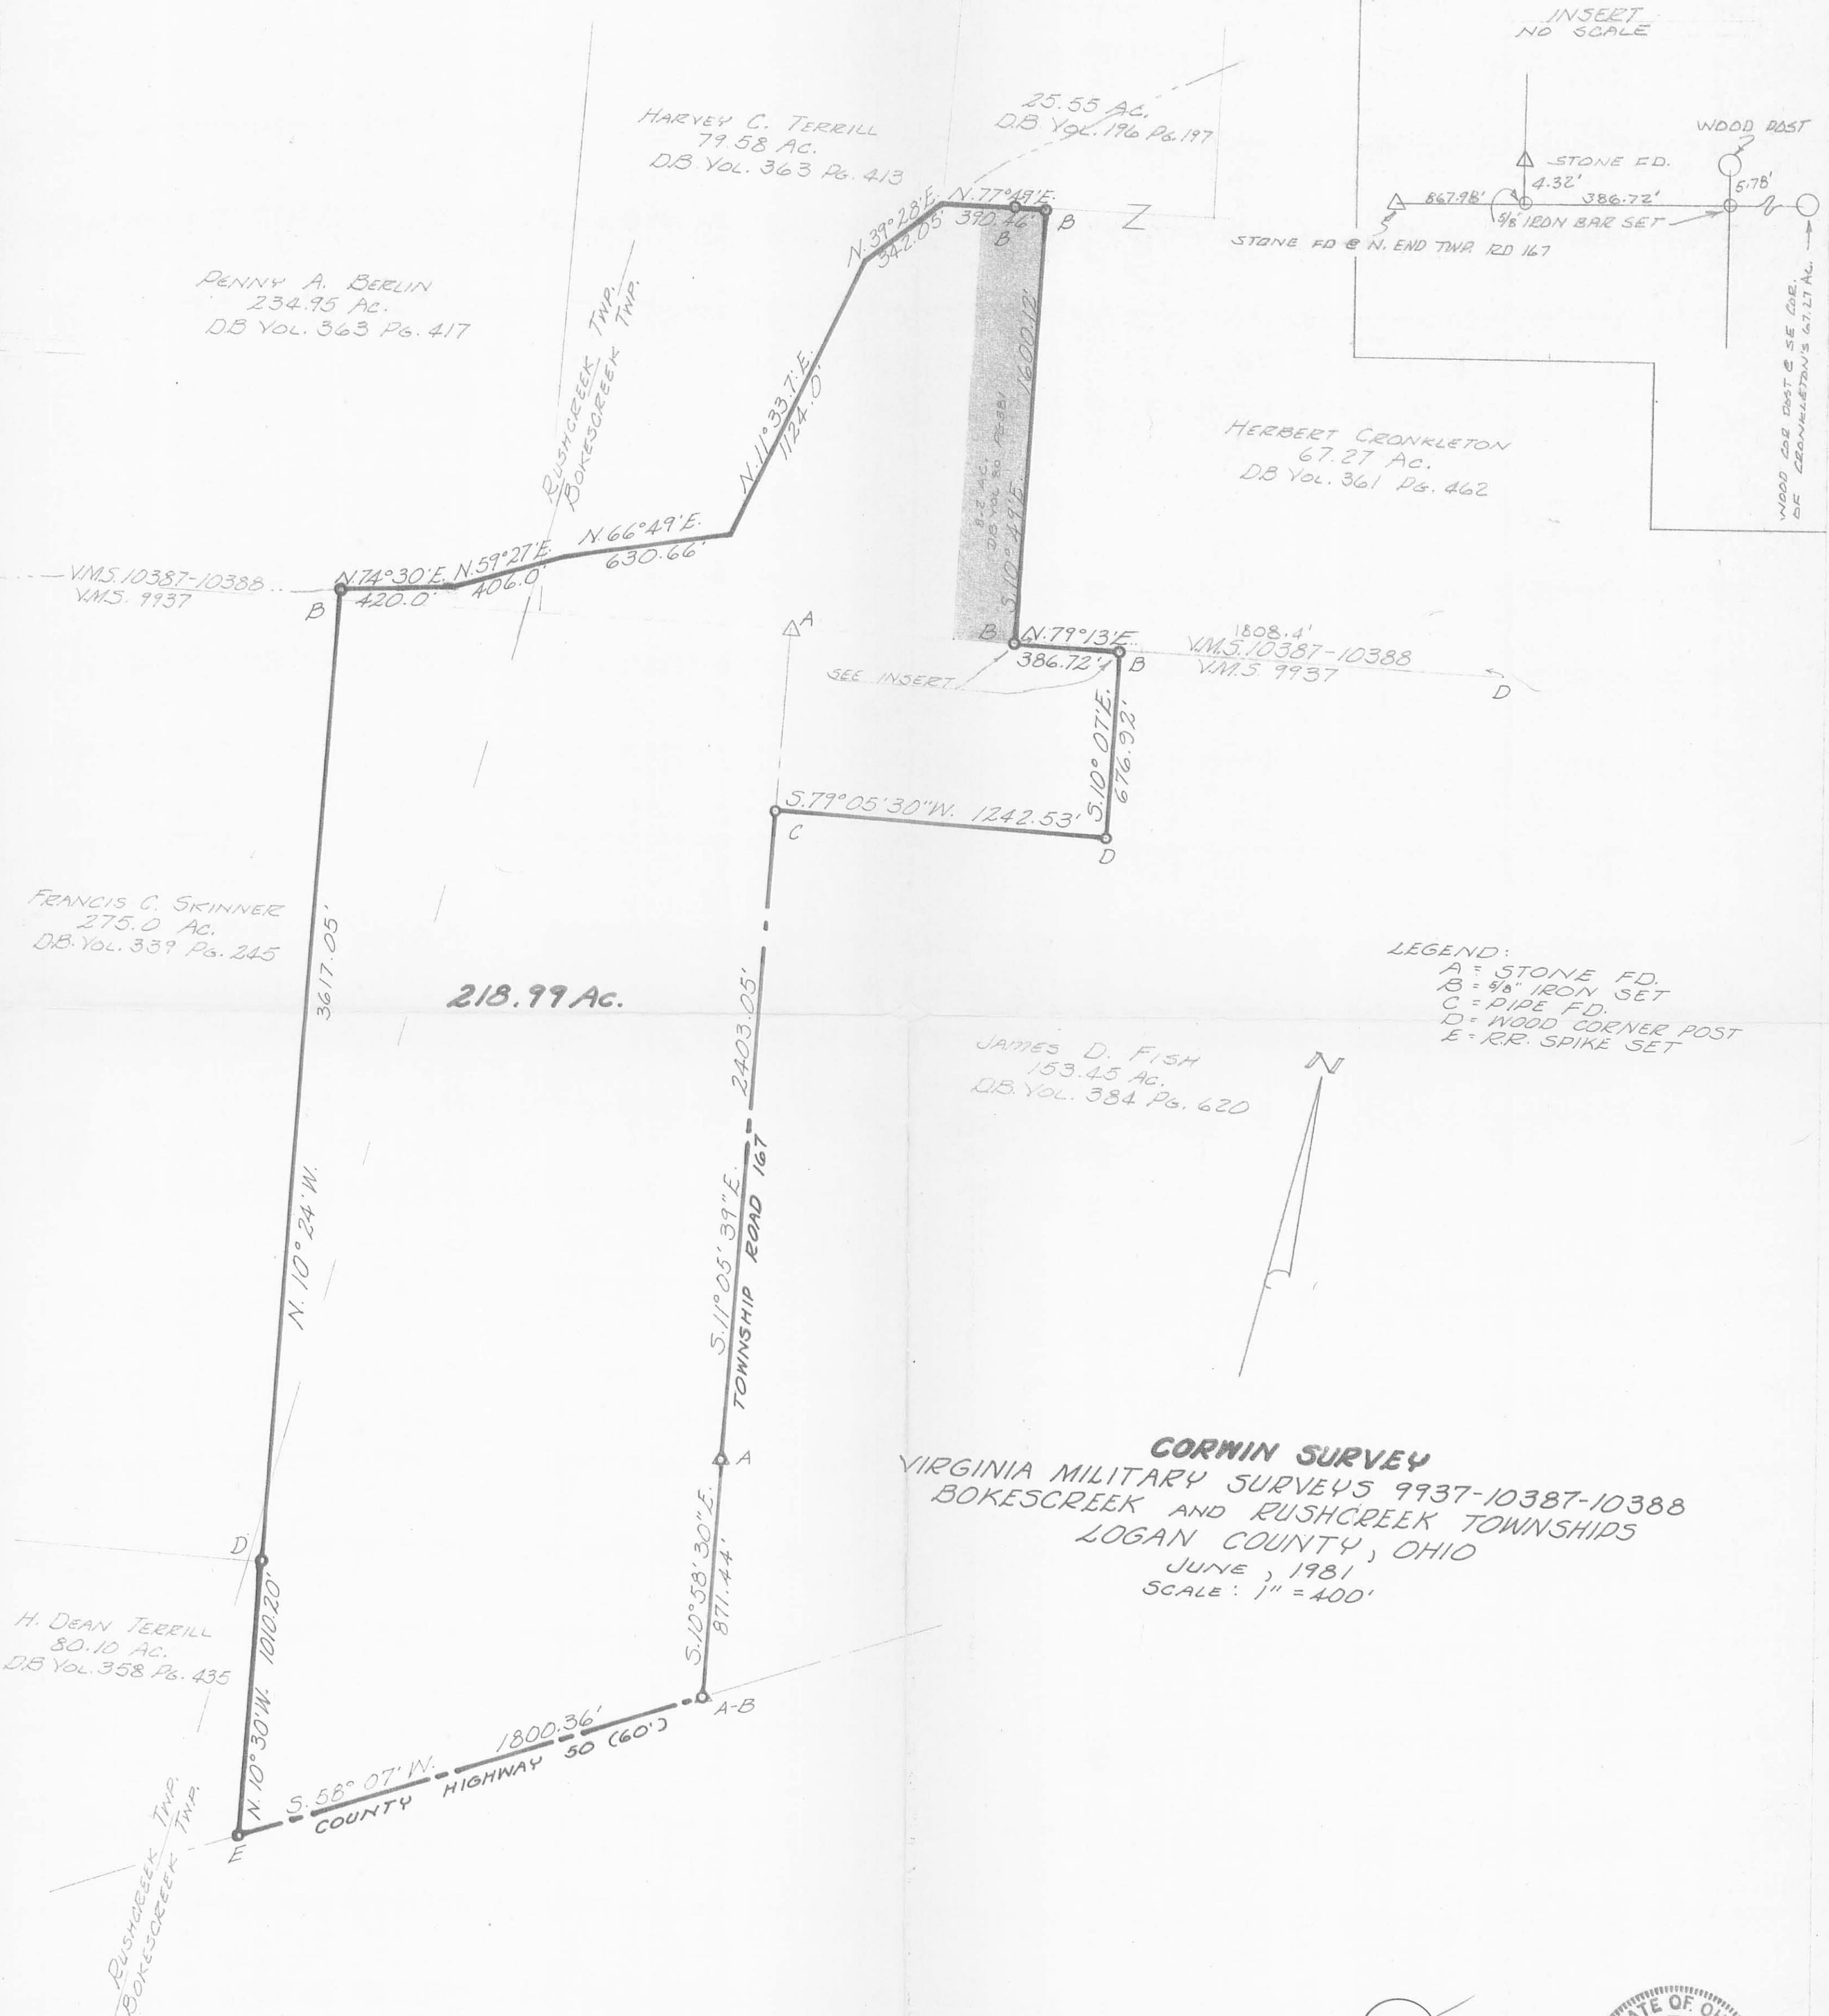 INSERT
NO SCALE
WOOD POST
STONE FD.
4.32'
5.78'
867.98'
386.72'
5/8" IRON BAR SET
STONE FD @ N. END TWP. RD 167
WOOD COR POST @ SE COR.
OF CRONKLETON'S 67.27 AC.
HARVEY C. TERRILL
79.58 AC.
D.B. VOL. 363 PG. 413
25.55 AC.
D.B. VOL. 196 PG. 197
PENNY A. BERLIN
234.95 AC.
D.B VOL. 363 PG. 417
RUSHCREEK TWP.
BOKESCREEK TWP.
N. 39°28'E.
342.05'
N. 77°49'E.
390.46'
B
B
Z
N. 11°33.7'E.
1124.0'
S. 10°49'E. 1600.12'
8.2 AC.
DB VOL 80 PG 381
HERBERT CRONKLETON
67.27 AC.
D.B VOL. 361 PG. 462
V.M.S. 10387-10388
V.M.S. 9937
B
N. 74°30'E.
420.0'
N. 59°27'E.
406.0'
N. 66°49'E.
630.66'
A
B
N. 79°13'E.
386.72'
B
SEE INSERT
1808.4'
V.M.S. 10387-10388
V.M.S. 9937
D
S. 10°07'E.
676.92'
S. 79°05'30"W. 1242.53'
C
D
FRANCIS C. SKINNER
275.0 AC.
D.B. VOL. 339 PG. 245
N. 10°24'W. 3617.05'
218.99 AC.
S. 11°05'39"E. 2403.05'
TOWNSHIP ROAD 167
JAMES D. FISH
153.45 AC.
D.B. VOL. 384 PG. 620
LEGEND:
A = STONE FD.
B = 5/8" IRON SET
C = PIPE FD.
D = WOOD CORNER POST
E = R.R. SPIKE SET
N
A
CORWIN SURVEY
VIRGINIA MILITARY SURVEYS 9937-10387-10388
BOKESCREEK AND RUSHCREEK TOWNSHIPS
LOGAN COUNTY, OHIO
JUNE, 1981
SCALE: 1" = 400'
D
H. DEAN TERRILL
80.10 AC.
D.B VOL. 358 PG. 435
N. 10°30'W. 1010.20'
S. 10°58'30"E.
871.44'
A-B
S. 58°07'W. 1800.36'
COUNTY HIGHWAY 50 (60')
E
RUSHCREEK TWP.
BOKESCREEK TWP.